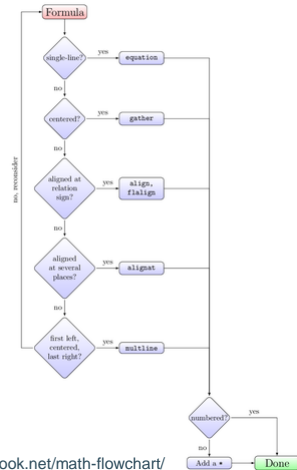 Formula
single-line?
yes
equation
no
centered?
yes
gather
no
aligned at
relation
sign?
yes
align,
flalign
no
aligned
at several
places?
yes
alignat
no
first left,
centered,
last right?
yes
multline
no, reconsider
numbered?
yes
no
Add a *
Done
ook.net/math-flowchart/